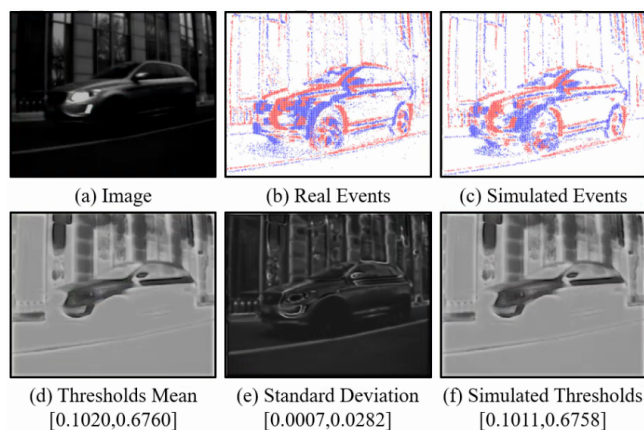 (a) Image
(b) Real Events
(c) Simulated Events
(d) Thresholds Mean
[0.1020,0.6760]
(e) Standard Deviation
[0.0007,0.0282]
(f) Simulated Thresholds
[0.1011,0.6758]